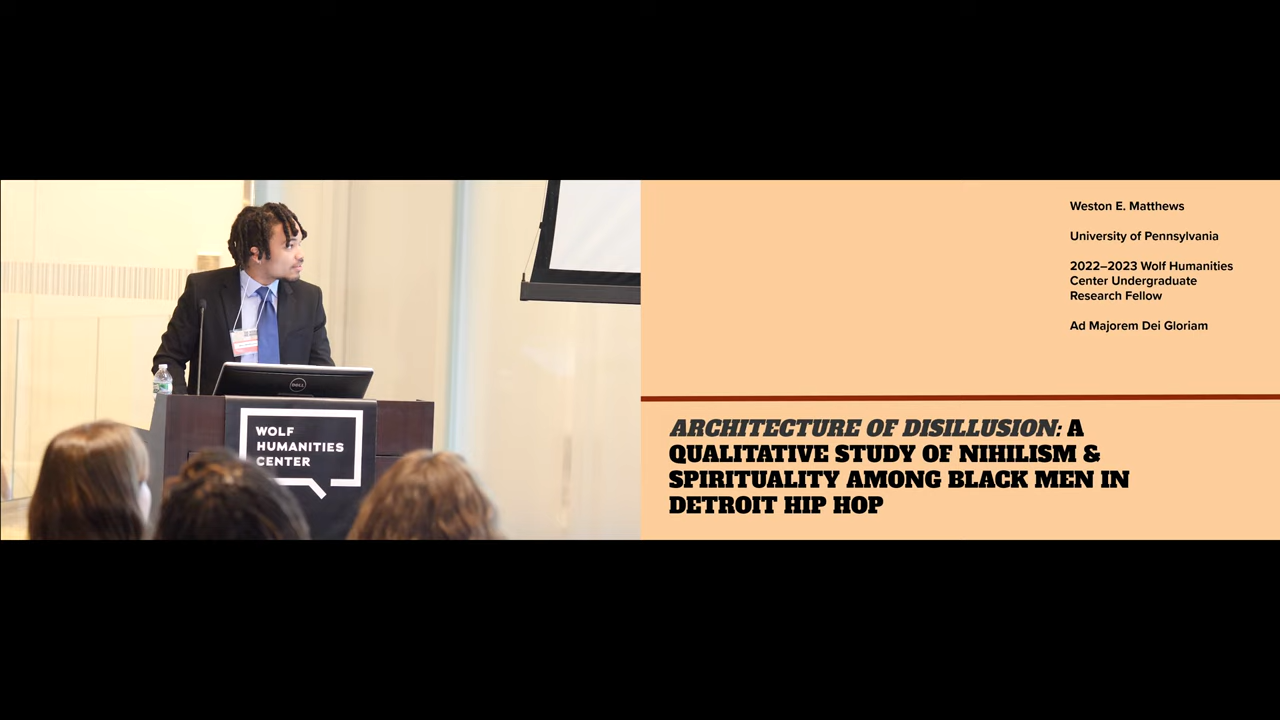 WOLF
HUMANITIES
CENTER
DELL
Weston E. Matthews
University of Pennsylvania
2022–2023 Wolf Humanities
Center Undergraduate
Research Fellow
Ad Majorem Dei Gloriam
ARCHITECTURE OF DISILLUSION: A
QUALITATIVE STUDY OF NIHILISM &
SPIRITUALITY AMONG BLACK MEN IN
DETROIT HIP HOP